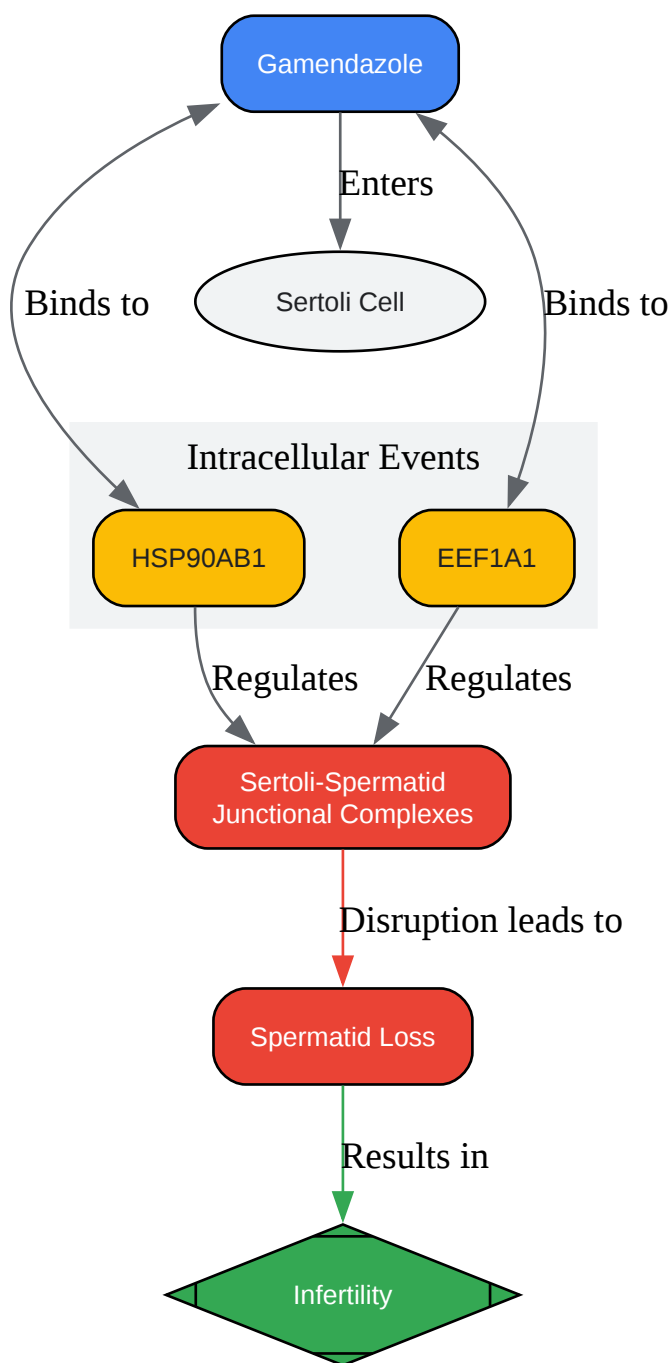 Gamendazole
Enters
Binds to
Sertoli Cell
Binds to
Intracellular Events
HSP90AB1
EEF1A1
Regulates
Regulates
Sertoli-Spermatid
Junctional Complexes
Disruption leads to
Spermatid Loss
Results in
Infertility